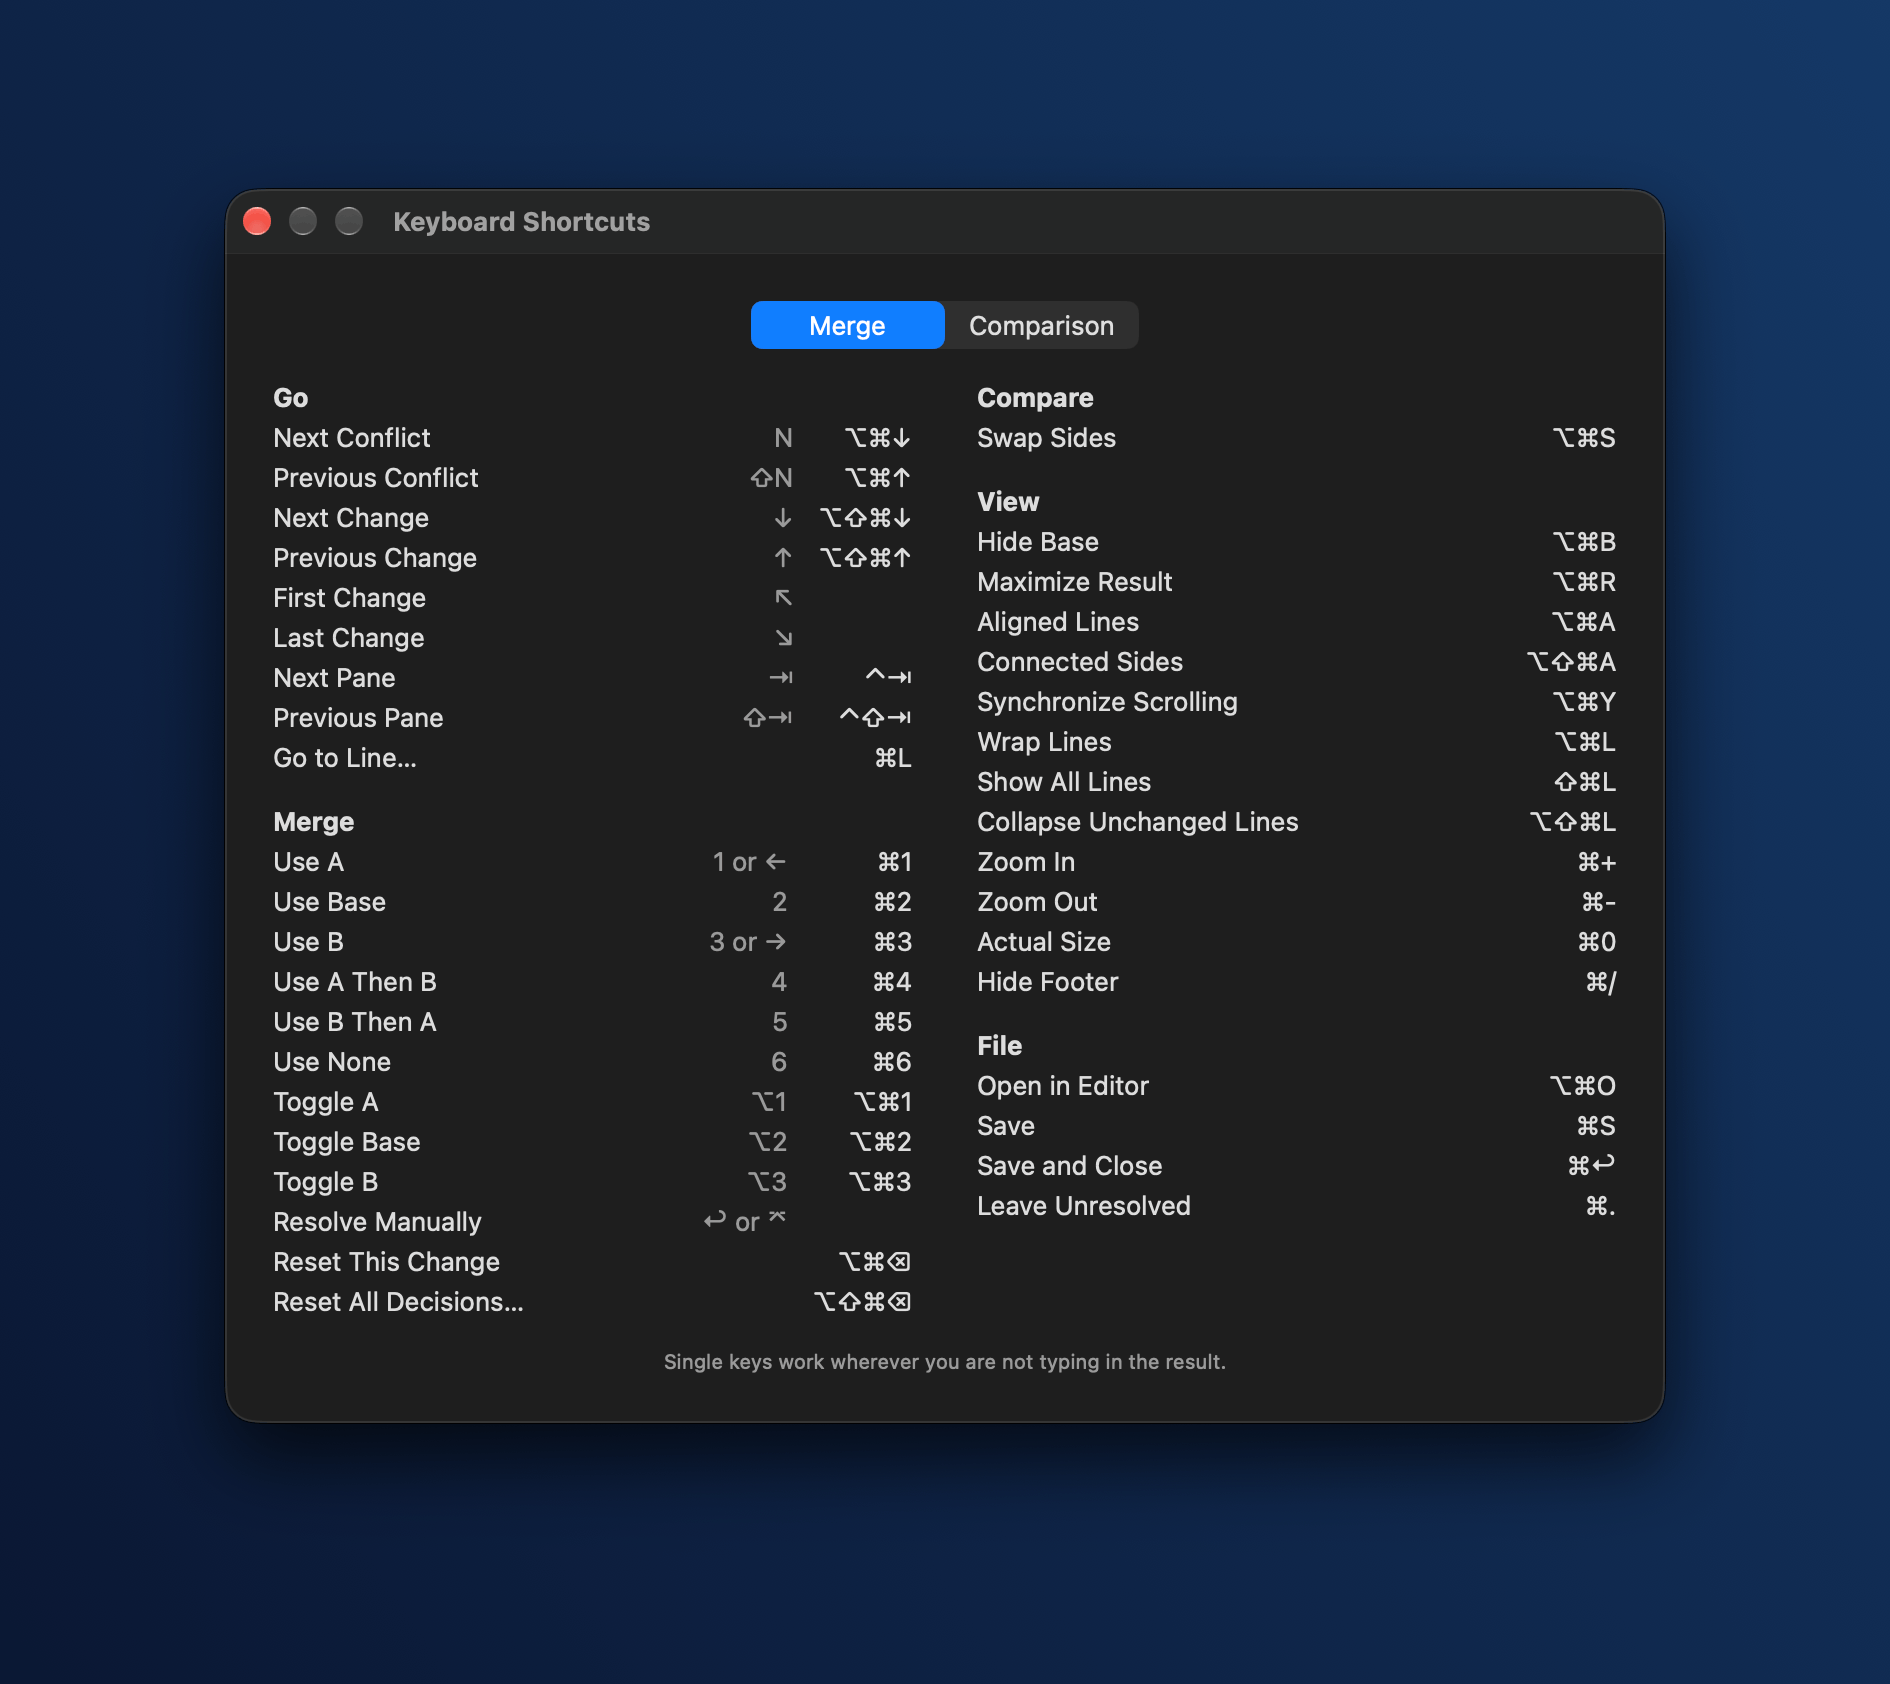 Keyboard Shortcuts
Merge Comparison
Go
Next Conflict N ⌥⌘↓
Previous Conflict ⇧N ⌥⌘↑
Next Change ↓ ⌥⇧⌘↓
Previous Change ↑ ⌥⇧⌘↑
First Change ↖
Last Change ↘
Next Pane ⇥ ^⇥
Previous Pane ⇧⇥ ^⇧⇥
Go to Line... ⌘L
Merge
Use A 1 or ← ⌘1
Use Base 2 ⌘2
Use B 3 or → ⌘3
Use A Then B 4 ⌘4
Use B Then A 5 ⌘5
Use None 6 ⌘6
Toggle A ⌥1 ⌥⌘1
Toggle Base ⌥2 ⌥⌘2
Toggle B ⌥3 ⌥⌘3
Resolve Manually ↩ or ⌤
Reset This Change ⌥⌘⌫
Reset All Decisions... ⌥⇧⌘⌫
Compare
Swap Sides ⌥⌘S
View
Hide Base ⌥⌘B
Maximize Result ⌥⌘R
Aligned Lines ⌥⌘A
Connected Sides ⌥⇧⌘A
Synchronize Scrolling ⌥⌘Y
Wrap Lines ⌥⌘L
Show All Lines ⇧⌘L
Collapse Unchanged Lines ⌥⇧⌘L
Zoom In ⌘+
Zoom Out ⌘-
Actual Size ⌘0
Hide Footer ⌘/
File
Open in Editor ⌥⌘O
Save ⌘S
Save and Close ⌘↩
Leave Unresolved ⌘.
Single keys work wherever you are not typing in the result.